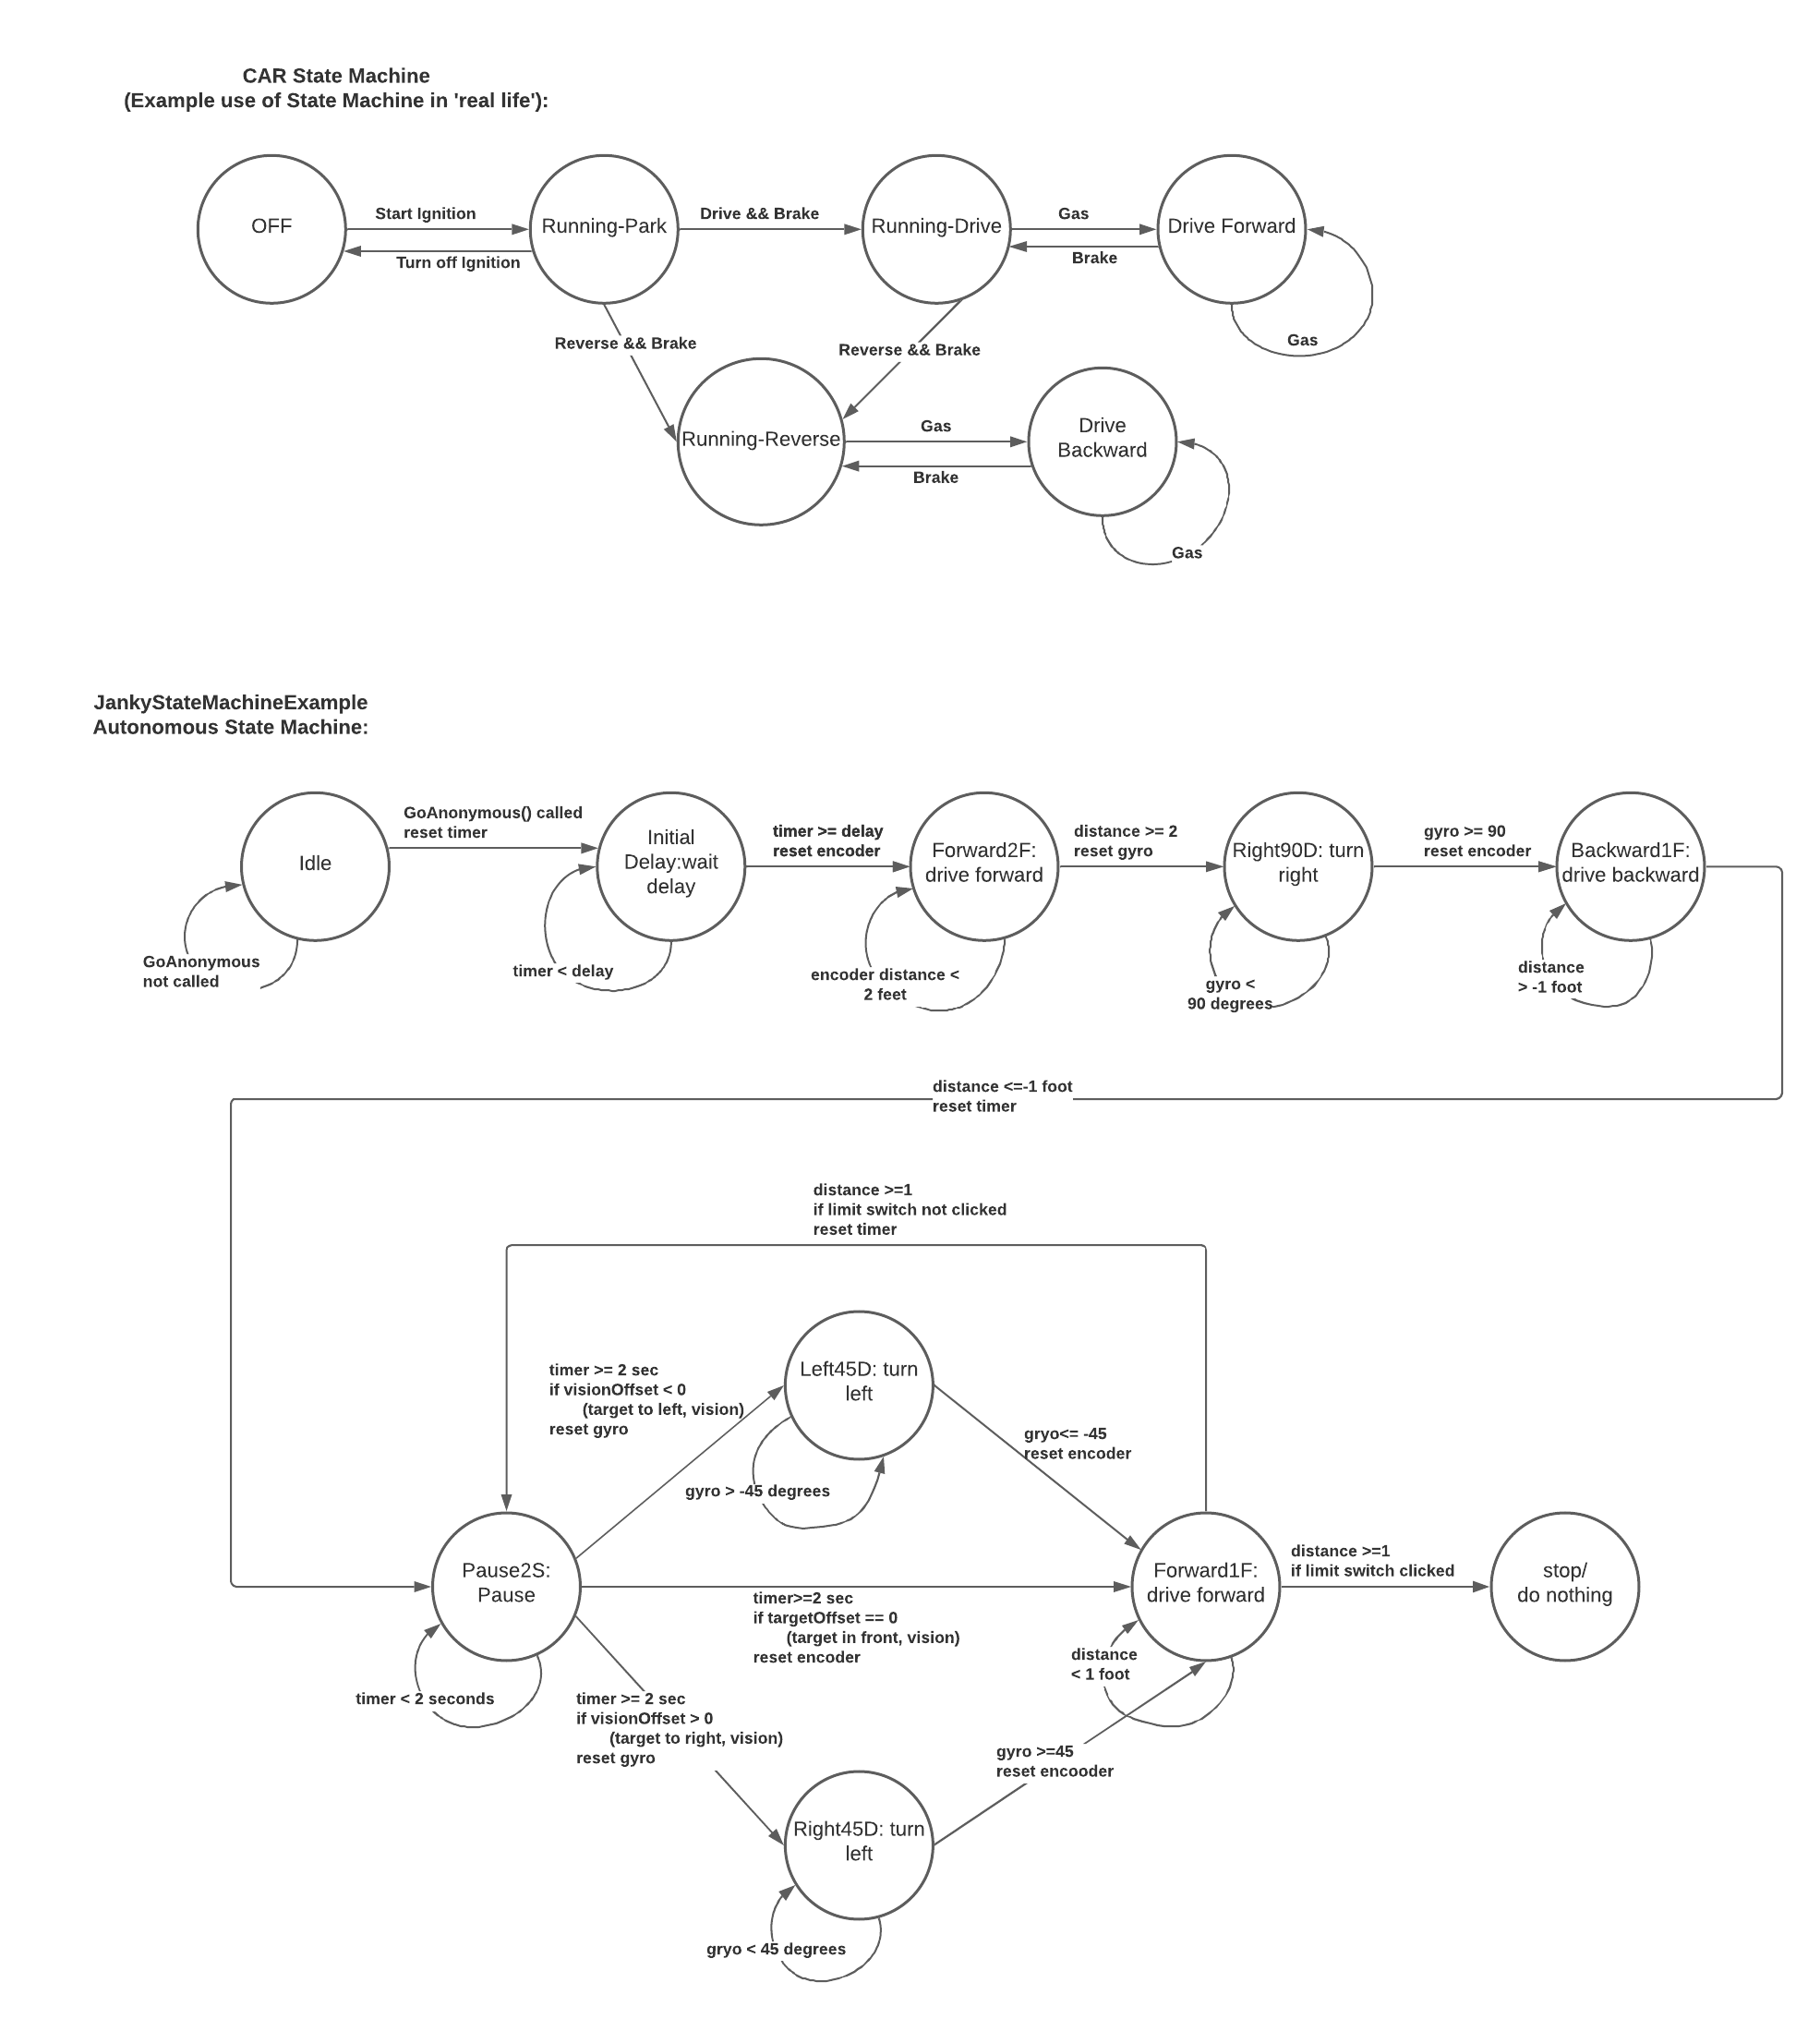 CAR State Machine
(Example use of State Machine in 'real life'):
OFF
Start Ignition
Turn off Ignition
Running-Park
Drive && Brake
Running-Drive
Gas
Brake
Drive Forward
Gas
Reverse && Brake
Reverse && Brake
Running-Reverse
Gas
Brake
Drive
Backward
Gas
JankyStateMachineExample
Autonomous State Machine:
Idle
GoAnonymous() called
reset timer
GoAnonymous
not called
Initial
Delay:wait
delay
timer < delay
timer >= delay
reset encoder
Forward2F:
drive forward
encoder distance <
2 feet
distance >= 2
reset gyro
Right90D: turn
right
gyro <
90 degrees
gyro >= 90
reset encoder
Backward1F:
drive backward
distance
> -1 foot
distance <=-1 foot
reset timer
distance >=1
if limit switch not clicked
reset timer
timer >= 2 sec
if visionOffset < 0
(target to left, vision)
reset gyro
Left45D: turn
left
gyro > -45 degrees
gryo<= -45
reset encoder
Pause2S:
Pause
timer < 2 seconds
timer>=2 sec
if targetOffset == 0
(target in front, vision)
reset encoder
Forward1F:
drive forward
distance
< 1 foot
distance >=1
if limit switch clicked
stop/
do nothing
timer >= 2 sec
if visionOffset > 0
(target to right, vision)
reset gyro
gyro >=45
reset encooder
Right45D: turn
left
gryo < 45 degrees